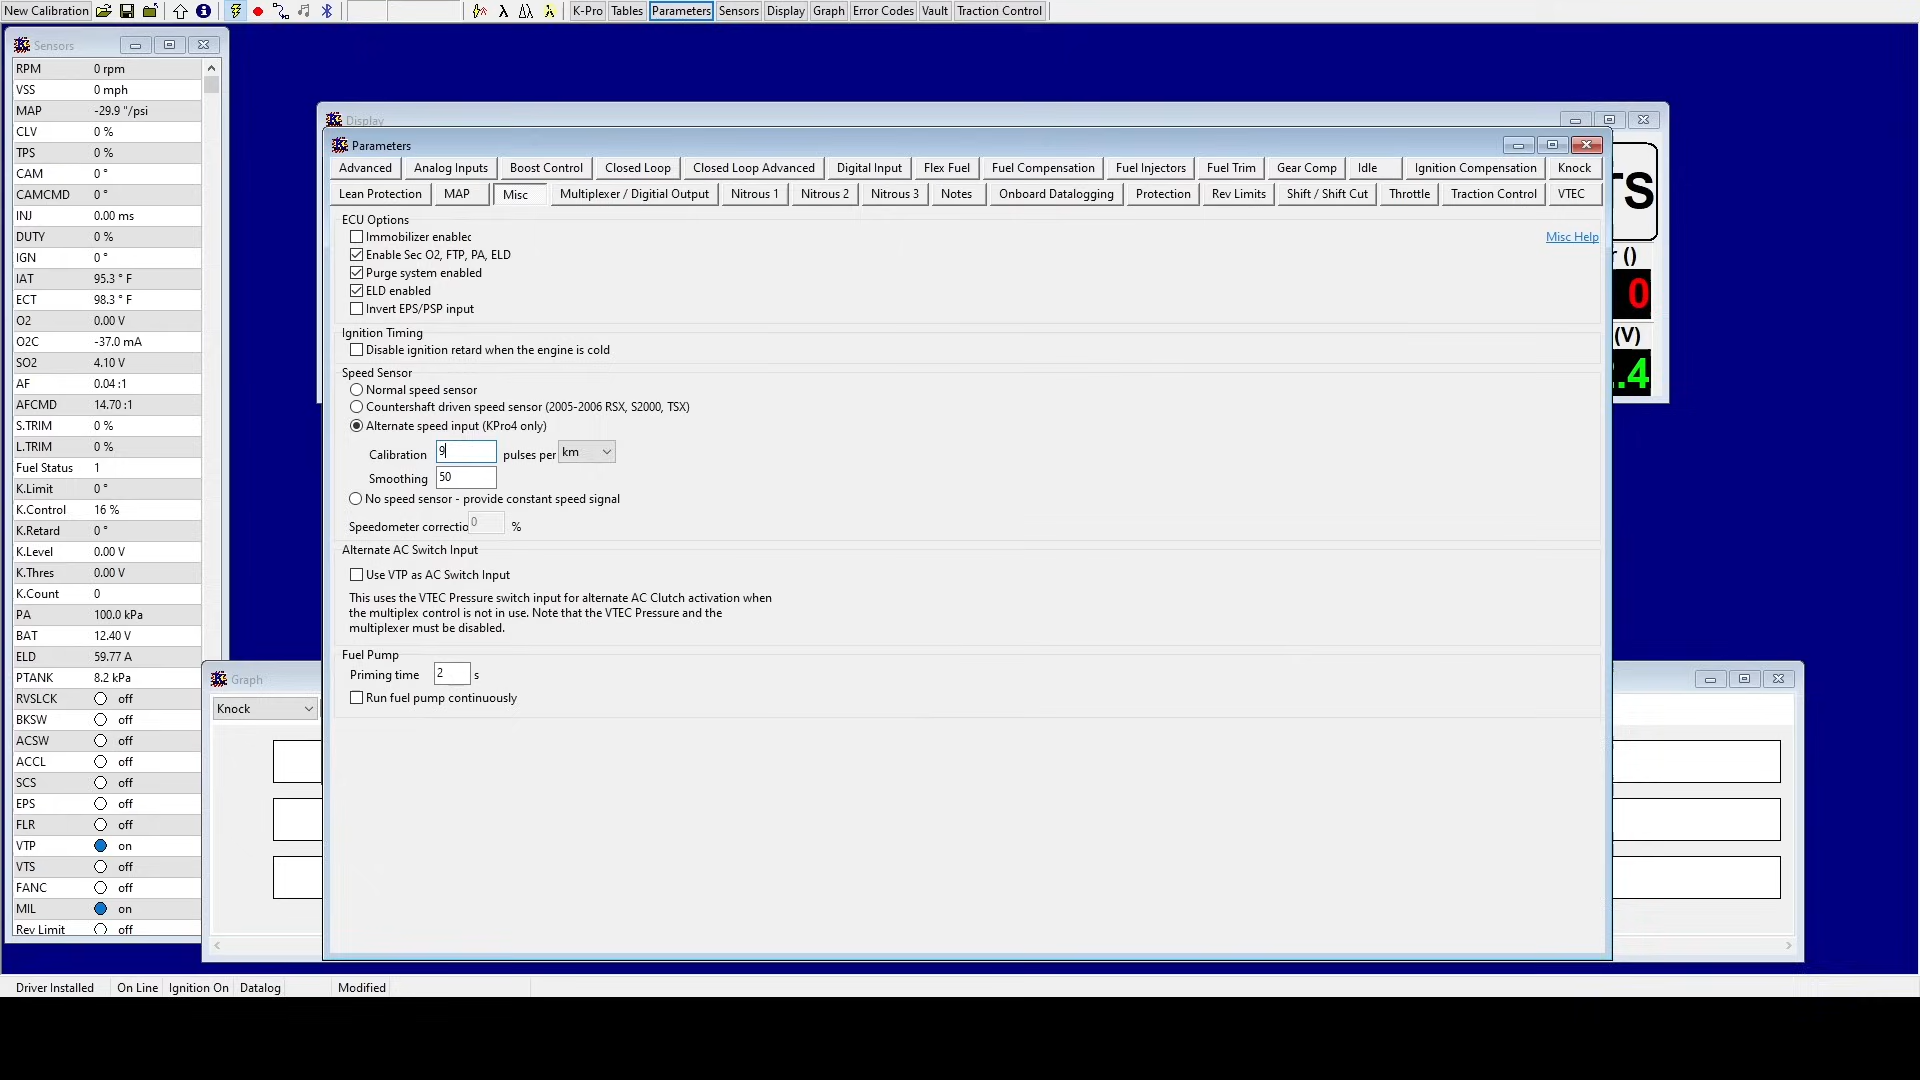 New Calibration K-Pro Tables Parameters Sensors Display Graph Error Codes Vault Traction Control
Sensors
RPM 0 rpm
VSS 0 mph
MAP -29.9 "/psi
CLV 0 %
TPS 0 %
CAM 0 °
CAMCMD 0 °
INJ 0.00 ms
DUTY 0 %
IGN 0 °
IAT 95.3 ° F
ECT 98.3 ° F
O2 0.00 V
O2C -37.0 mA
SO2 4.10 V
AF 0.04 :1
AFCMD 14.70 :1
S.TRIM 0 %
L.TRIM 0 %
Fuel Status 1
K.Limit 0 °
K.Control 16 %
K.Retard 0 °
K.Level 0.00 V
K.Thres 0.00 V
K.Count 0
PA 100.0 kPa
BAT 12.40 V
ELD 59.77 A
PTANK 8.2 kPa
RVSLCK off
BKSW off
ACSW off
ACCL off
SCS off
EPS off
FLR off
VTP on
VTS off
FANC off
MIL on
Rev Limit off
Display
TS
r ()
0
(V)
.4
Parameters
Advanced Analog Inputs Boost Control Closed Loop Closed Loop Advanced Digital Input Flex Fuel Fuel Compensation Fuel Injectors Fuel Trim Gear Comp Idle Ignition Compensation Knock
Lean Protection MAP Misc Multiplexer / Digitial Output Nitrous 1 Nitrous 2 Nitrous 3 Notes Onboard Datalogging Protection Rev Limits Shift / Shift Cut Throttle Traction Control VTEC
ECU Options
Immobilizer enablec
Misc Help
Enable Sec O2, FTP, PA, ELD
Purge system enabled
ELD enabled
Invert EPS/PSP input
Ignition Timing
Disable ignition retard when the engine is cold
Speed Sensor
Normal speed sensor
Countershaft driven speed sensor (2005-2006 RSX, S2000, TSX)
Alternate speed input (KPro4 only)
Calibration 9 pulses per km
Smoothing 50
No speed sensor - provide constant speed signal
Speedometer correctio 0 %
Alternate AC Switch Input
Use VTP as AC Switch Input
This uses the VTEC Pressure switch input for alternate AC Clutch activation when
the multiplex control is not in use. Note that the VTEC Pressure and the
multiplexer must be disabled.
Fuel Pump
Priming time 2 s
Run fuel pump continuously
Graph
Knock
Driver Installed On Line Ignition On Datalog Modified